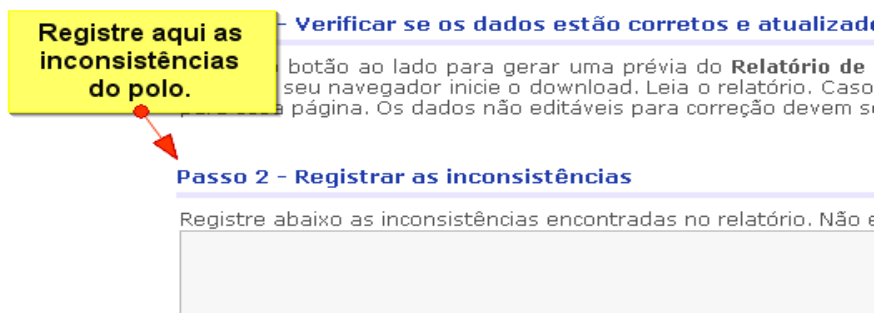 Registre aqui as
inconsistências
do polo.
- Verificar se os dados estão corretos e
botão ao lado para gerar uma prévia do Relatório de
seu navegador inicie o download. Leia o relatório. Caso
página. Os dados não editáveis para correção devem
Passo 2 - Registrar as inconsistências
Registre abaixo as inconsistências encontradas no relatório. Não